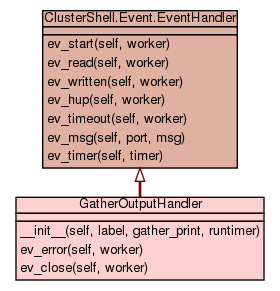 ClusterShell.Event.EventHandler
ev_start(self, worker)
ev_read(self, worker)
ev_written(self, worker)
ev_hup(self, worker)
ev_timeout(self, worker)
ev_msg(self, port, msg)
ev_timer(self, timer)
GatherOutputHandler
__init__(self, label, gather_print, runtimer)
ev_error(self, worker)
ev_close(self, worker)